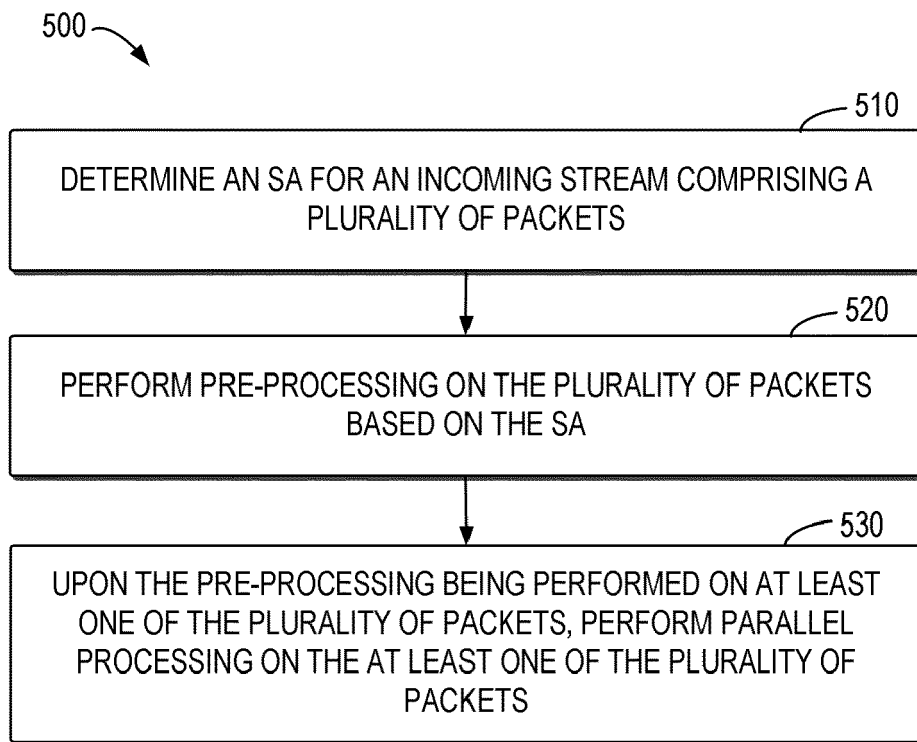 500
510
DETERMINE AN SA FOR AN INCOMING STREAM COMPRISING A
PLURALITY OF PACKETS
520
PERFORM PRE-PROCESSING ON THE PLURALITY OF PACKETS
BASED ON THE SA
530
UPON THE PRE-PROCESSING BEING PERFORMED ON AT LEAST
ONE OF THE PLURALITY OF PACKETS, PERFORM PARALLEL
PROCESSING ON THE AT LEAST ONE OF THE PLURALITY OF
PACKETS